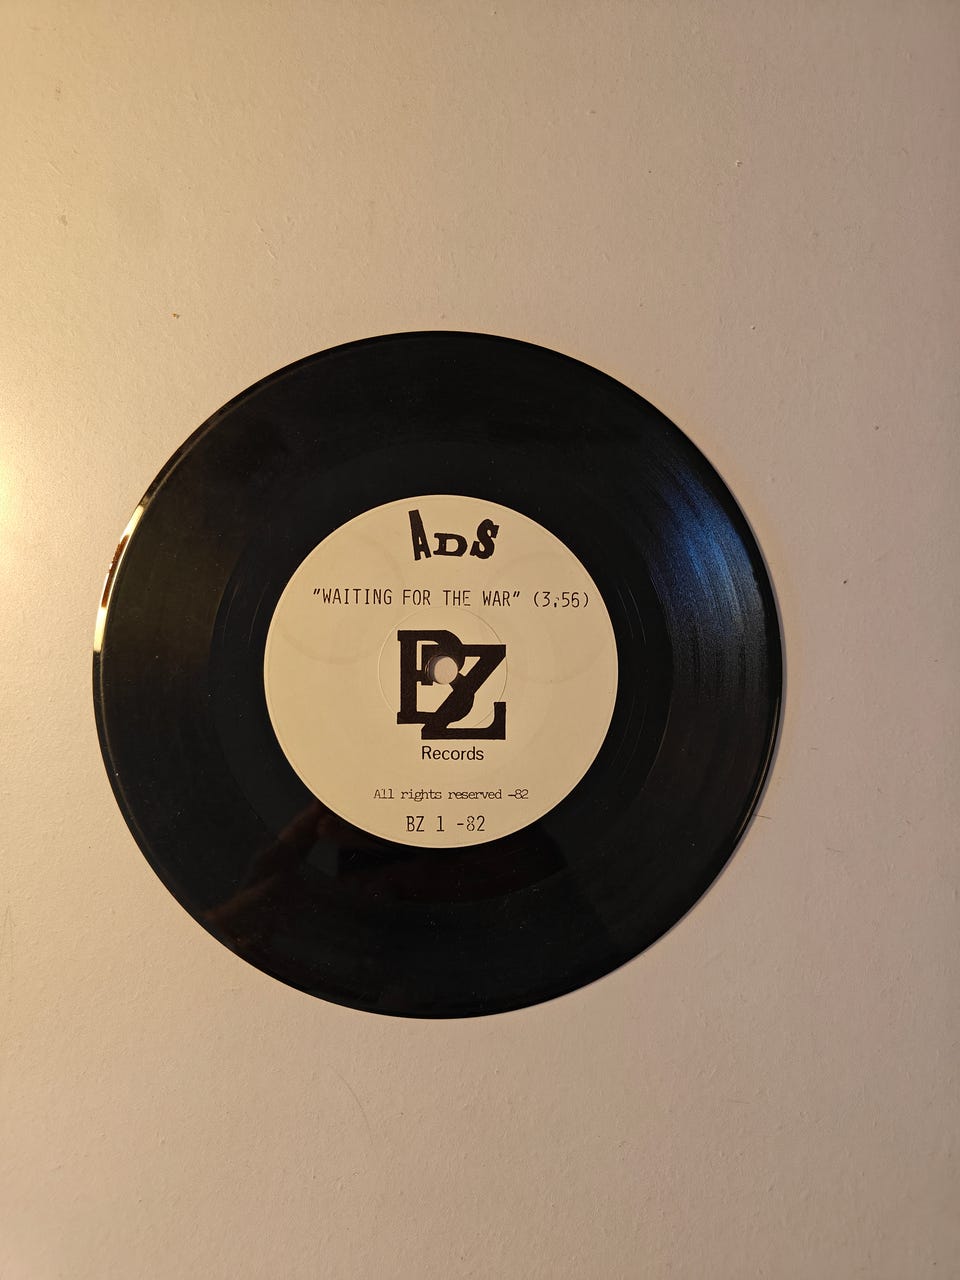 ADS
"WAITING FOR THE WAR" (3.56)
BZ
Records
All rights reserved -82
BZ 1 -82